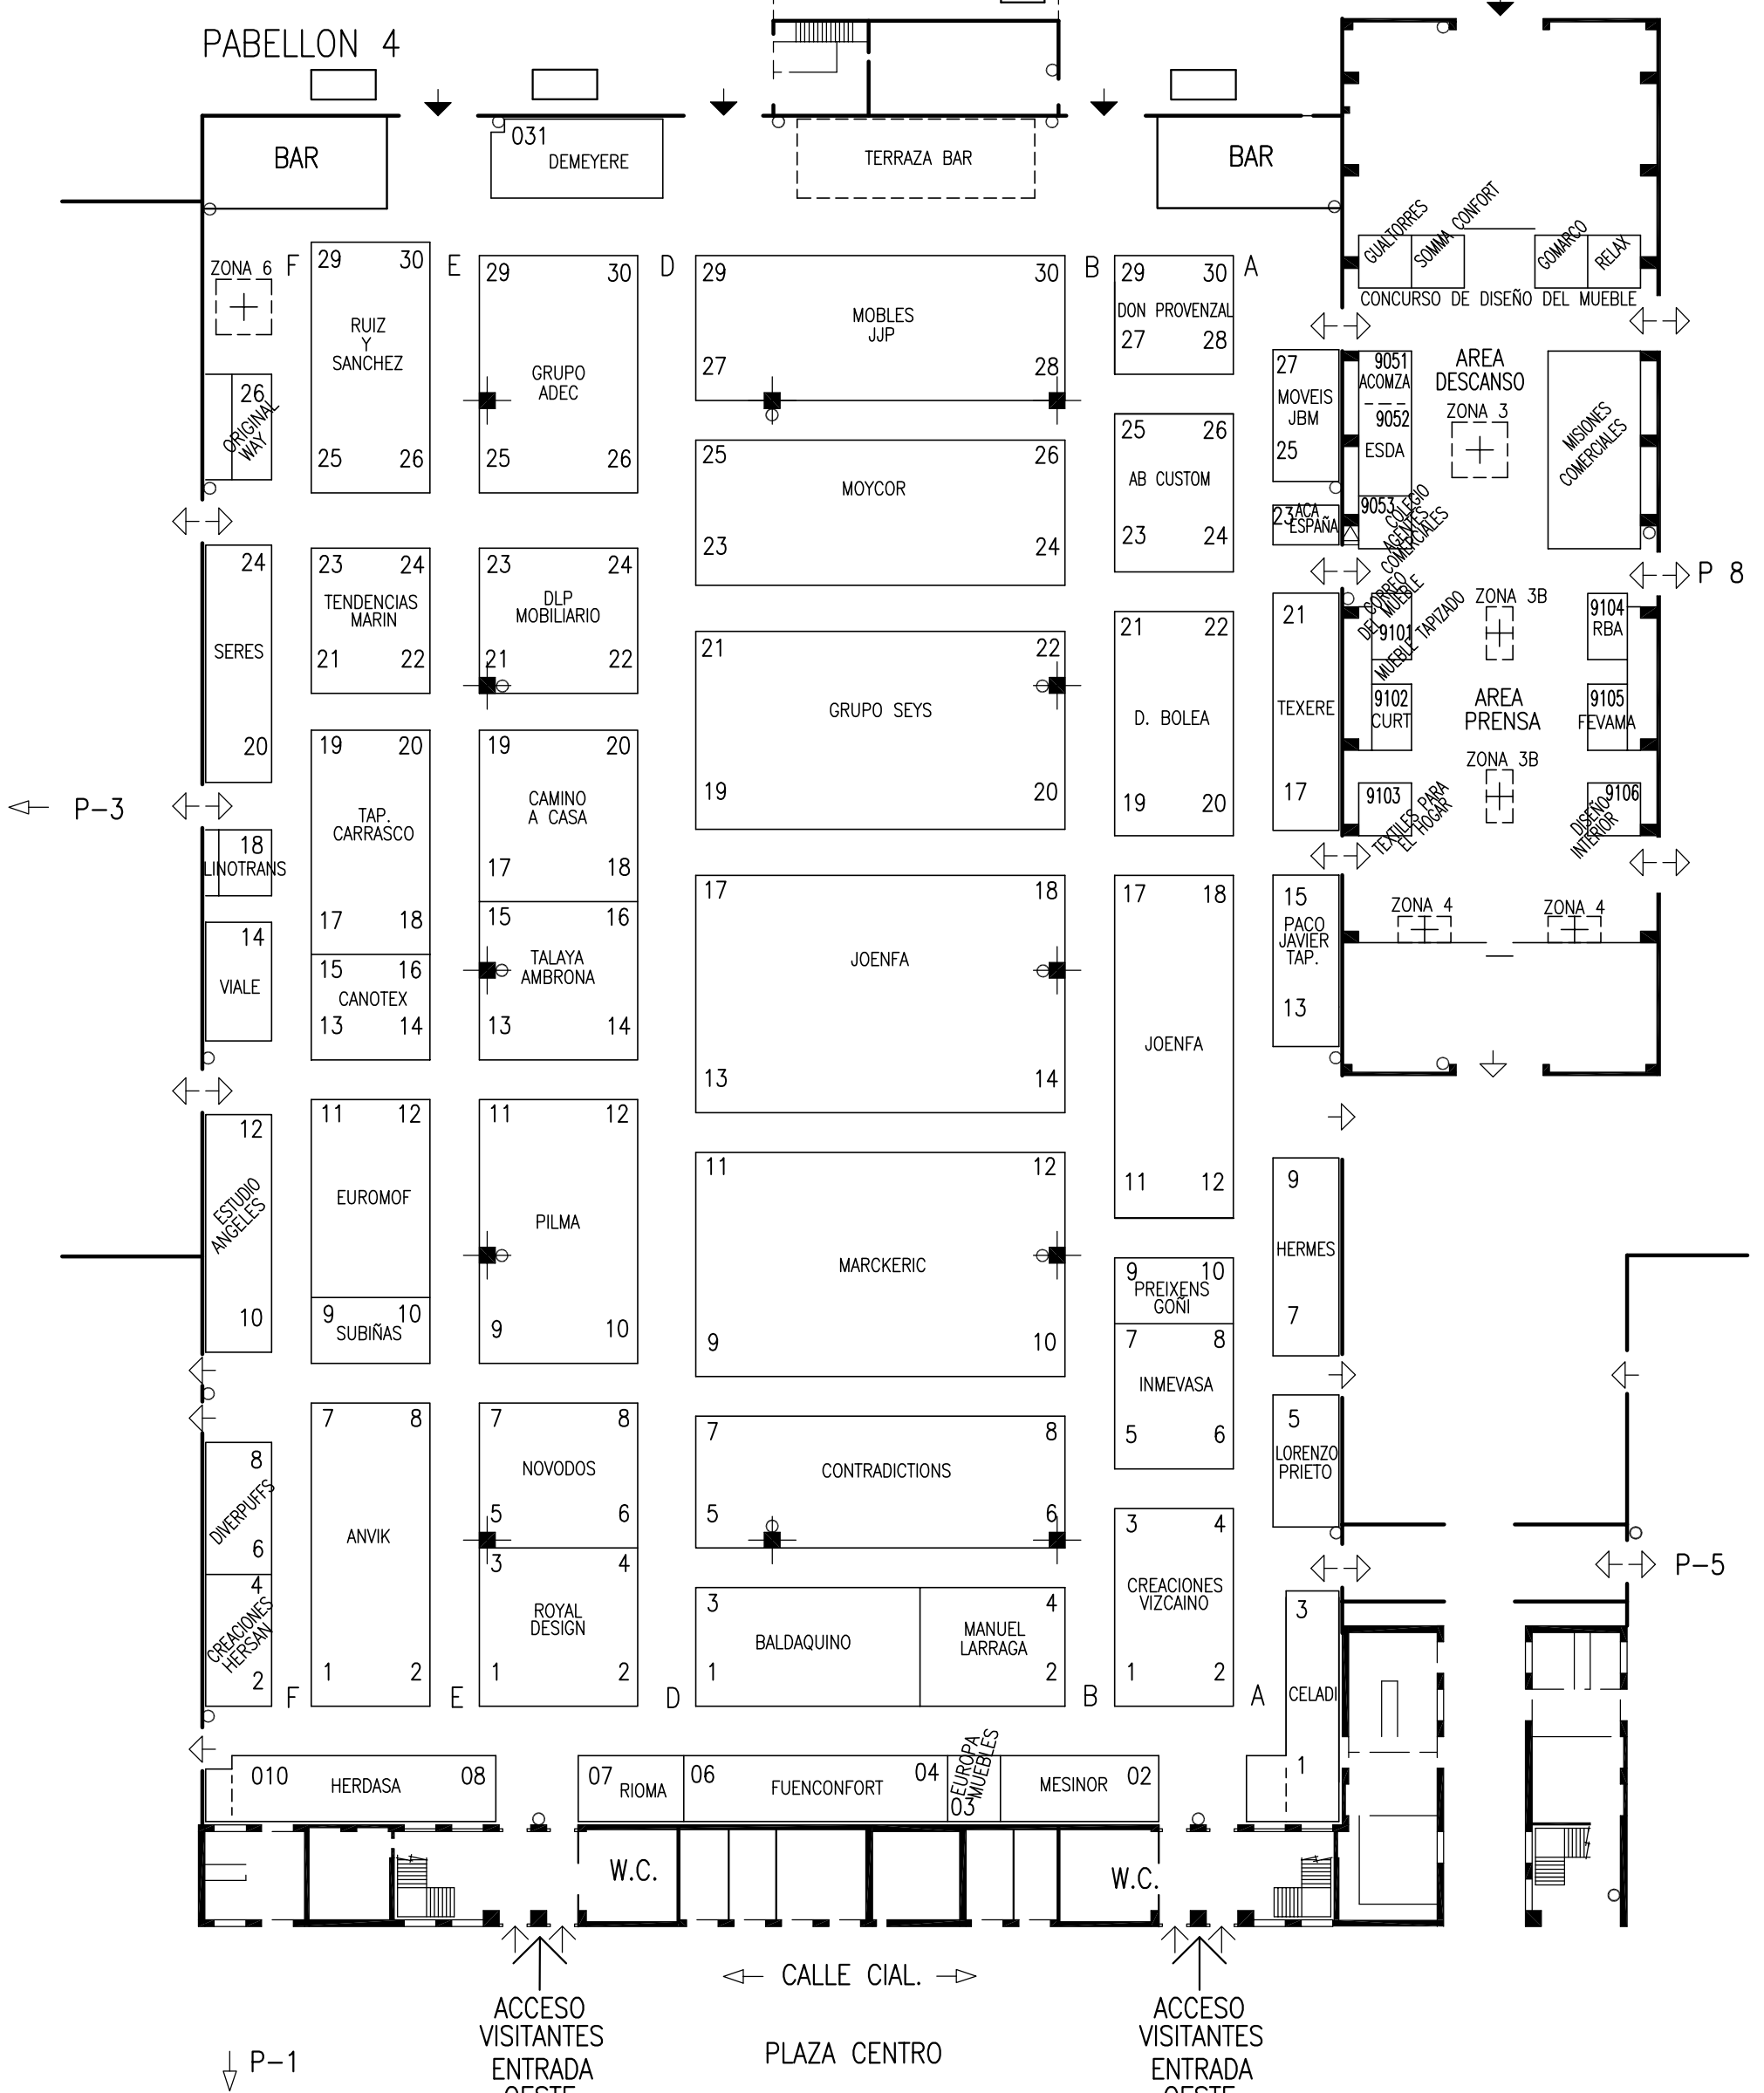 PABELLON 4
BAR
031
DEMEYERE
TERRAZA BAR
BAR
GUALTORRES
SOMMA CONFORT
GOMARCO
RELAX
CONCURSO DE DISEÑO DEL MUEBLE
ZONA 6
F
29 30
RUIZ
Y
SANCHEZ
25 26
E
29 30
GRUPO
ADEC
25 26
D
29 30
MOBLES
JJP
27 28
B
29 30
DON PROVENZAL
27 28
A
26
ORIGINAL
WAY
25 26
MOYCOR
23 24
25 26
AB CUSTOM
23 24
27
MOVEIS
JBM
25
23
ACA
ESPAÑA
9051
ACOMZA
9052
ESDA
9053
COLEGIO
AGENTES
COMERCIALES
AREA
DESCANSO
ZONA 3
MISIONES
COMERCIALES
P 8
24
SERES
20
23 24
TENDENCIAS
MARIN
21 22
23 24
DLP
MOBILIARIO
21 22
21 22
GRUPO SEYS
19 20
21 22
D. BOLEA
19 20
21
TEXERE
17
CORREO
DEL MUEBLE
9101
MUEBLE TAPIZADO
ZONA 3B
9104
RBA
9102
CURT
AREA
PRENSA
9105
FEVAMA
ZONA 3B
9103
TEXTILES PARA
EL HOGAR
9106
DISEÑO
INTERIOR
P-3
19 20
TAP.
CARRASCO
17 18
19 20
CAMINO
A CASA
17 18
18
LINOTRANS
14
VIALE
15 16
CANOTEX
13 14
15 16
TALAYA
AMBRONA
13 14
17 18
JOENFA
13 14
17 18
JOENFA
11 12
15
PACO
JAVIER
TAP.
13
ZONA 4
ZONA 4
12
ESTUDIO
ANGELES
10
11 12
EUROMOF
9 10
SUBIÑAS
11 12
PILMA
9 10
11 12
MARCKERIC
9 10
9 10
PREIXENS
GOÑI
7 8
INMEVASA
5 6
9
HERMES
7
8
DIVERPUFFS
6
4
CREACIONES
HERSAN
2
7 8
ANVIK
1 2
7 8
NOVODOS
5 6
3 4
ROYAL
DESIGN
1 2
7 8
CONTRADICTIONS
5 6
3 4
BALDAQUINO
MANUEL
LARRAGA
1 2
3 4
CREACIONES
VIZCAINO
1 2
5
LORENZO
PRIETO
P-5
3
CELADI
1
F
E
D
B
A
010
HERDASA
08
07
RIOMA
06
FUENCONFORT
04
EUROPA
MUEBLES
03
MESINOR
02
W.C.
W.C.
CALLE CIAL.
ACCESO
VISITANTES
ENTRADA
OESTE
PLAZA CENTRO
ACCESO
VISITANTES
ENTRADA
OESTE
P-1